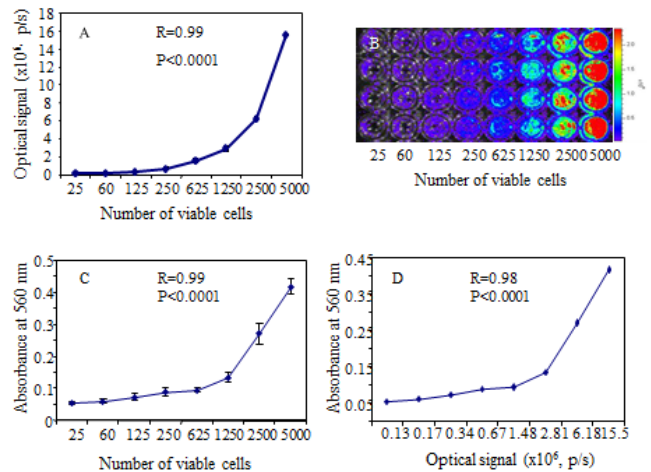 A
R=0.99
P<0.0001
Optical signal (x10⁶, p/s)
18
16
14
12
10
8
6
4
2
0
25 60 125 250 625 1250 2500 5000
Number of viable cells
B
25 60 125 250 625 1250 2500 5000
Number of viable cells
C
R=0.99
P<0.0001
Absorbance at 560 nm
0.5
0.4
0.3
0.2
0.1
0
25 60 125 250 625 1250 2500 5000
Number of viable cells
D
R=0.98
P<0.0001
Absorbance at 560 nm
0.45
0.35
0.25
0.15
0.05
0.13 0.17 0.34 0.67 1.48 2.81 6.18 15.5
Optical signal (x10⁶, p/s)